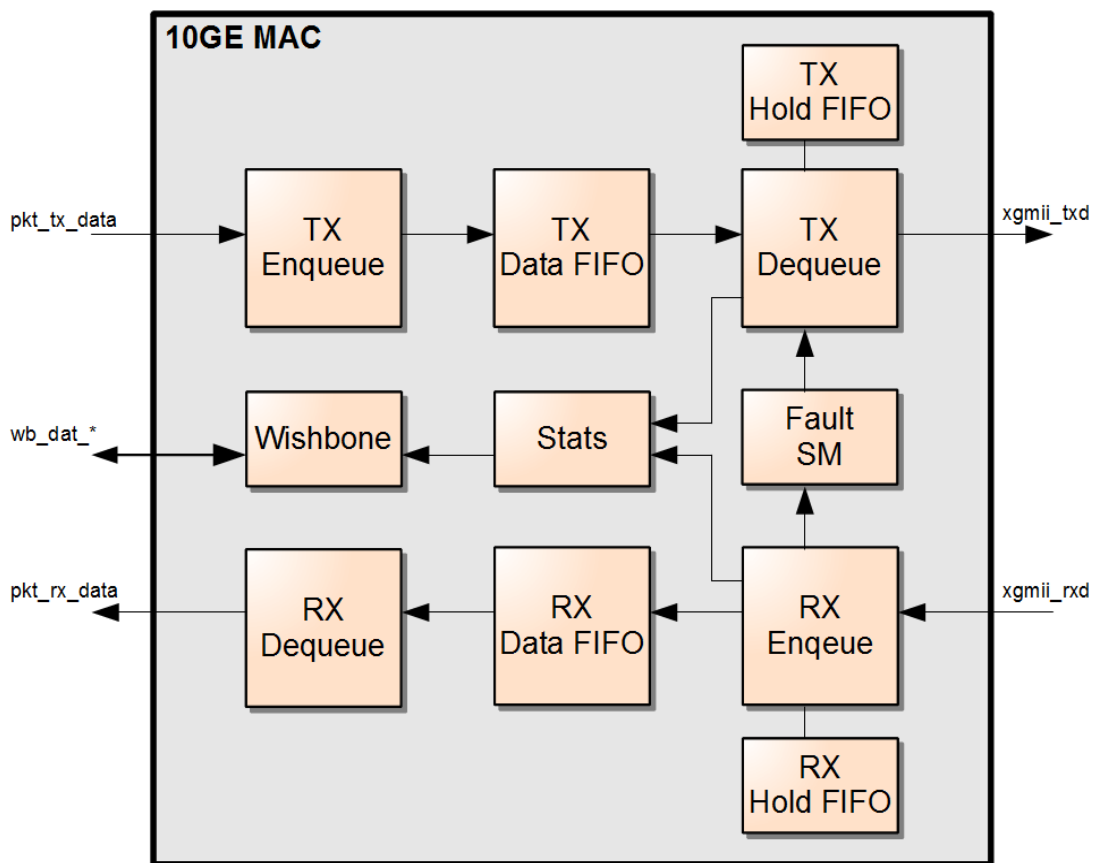 10GE MAC
TX
Hold FIFO
pkt_tx_data
TX
Enqueue
TX
Data FIFO
TX
Dequeue
xgmii_txd
wb_dat_*
Wishbone
Stats
Fault
SM
pkt_rx_data
RX
Dequeue
RX
Data FIFO
RX
Enqeue
xgmii_rxd
RX
Hold FIFO